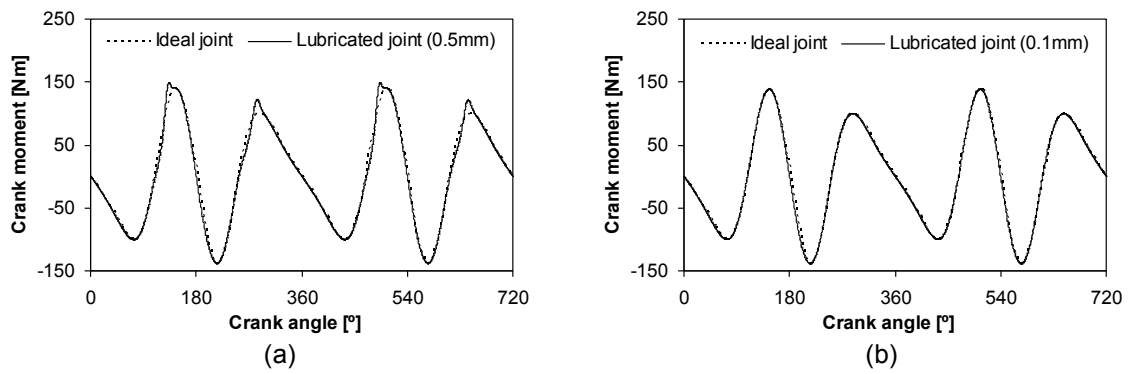 250
150
50
-50
-150
Crank moment [Nm]
Ideal joint
Lubricated joint (0.5mm)
0
180
360
540
720
Crank angle [º]
(a)
250
150
50
-50
-150
Crank moment [Nm]
Ideal joint
Lubricated joint (0.1mm)
0
180
360
540
720
Crank angle [º]
(b)